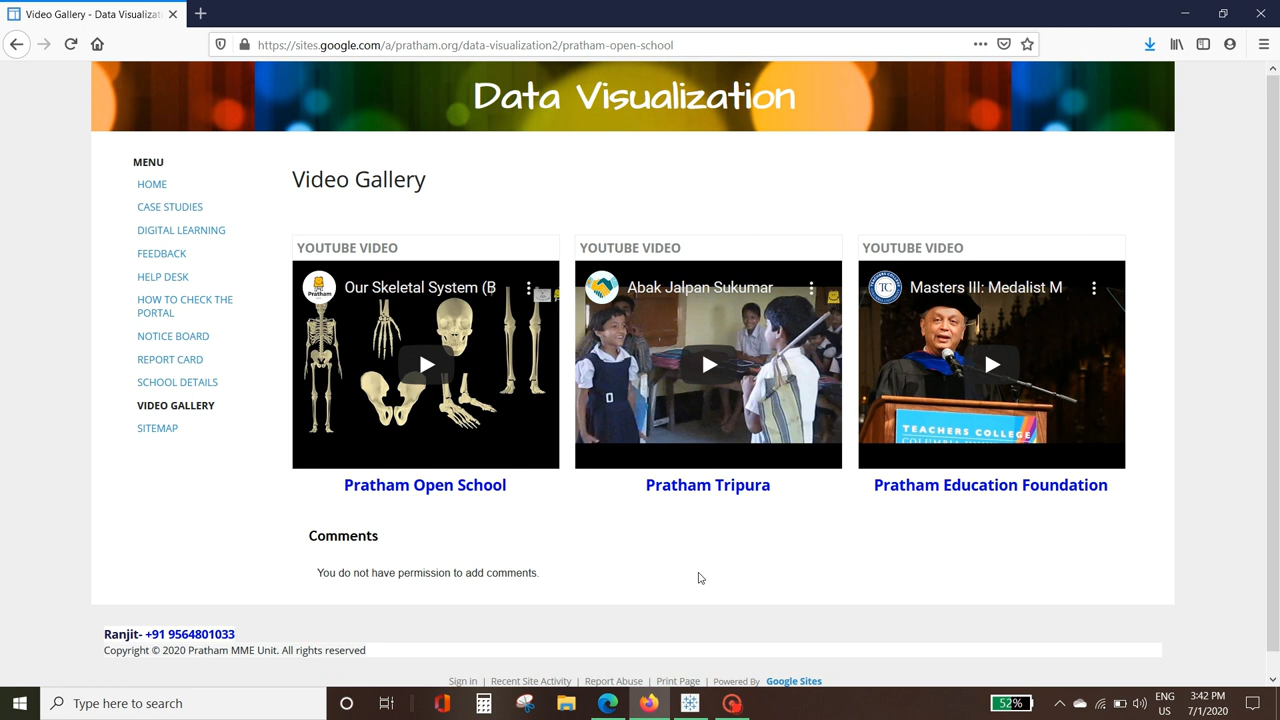 Video Gallery - Data Visualizat
https://sites.google.com/a/pratham.org/data-visualization2/pratham-open-school
Data Visualization
MENU
HOME
CASE STUDIES
DIGITAL LEARNING
FEEDBACK
HELP DESK
HOW TO CHECK THE
PORTAL
NOTICE BOARD
REPORT CARD
SCHOOL DETAILS
VIDEO GALLERY
SITEMAP
Video Gallery
YOUTUBE VIDEO
Pratham
Our Skeletal System (B
Pratham Open School
YOUTUBE VIDEO
Abak Jalpan Sukumar
Pratham Tripura
YOUTUBE VIDEO
TC
Masters III: Medalist M
TEACHERS COLLEGE
Pratham Education Foundation
Comments
You do not have permission to add comments.
Ranjit- +91 9564801033
Copyright © 2020 Pratham MME Unit. All rights reserved
Sign in | Recent Site Activity | Report Abuse | Print Page | Powered By Google Sites
Type here to search
52%
ENG
US
3:42 PM
7/1/2020